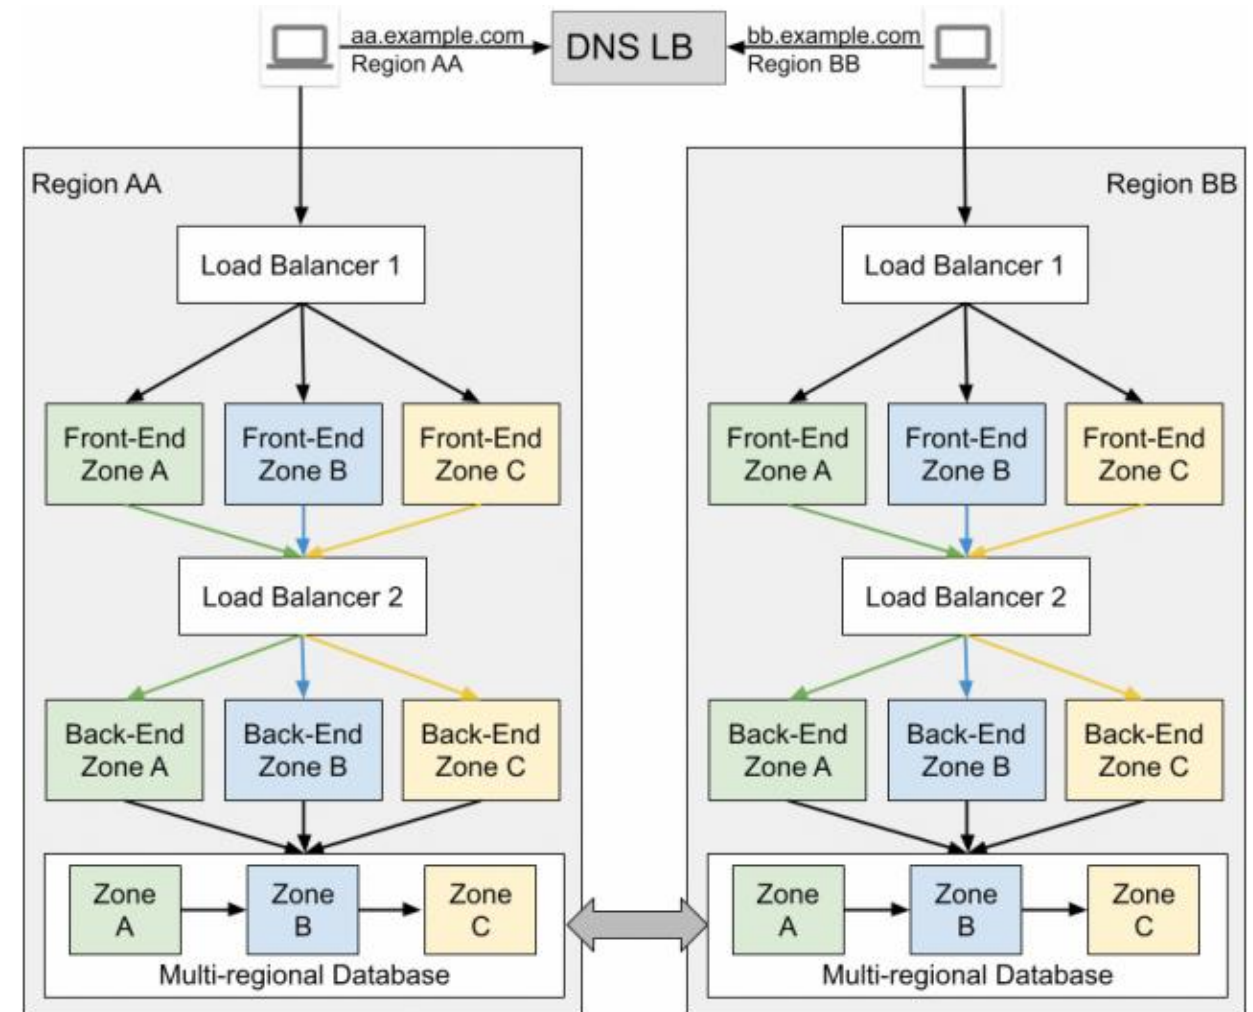 aa.example.com
Region AA
DNS LB
bb.example.com
Region BB
Region AA
Load Balancer 1
Front-End
Zone A
Front-End
Zone B
Front-End
Zone C
Load Balancer 2
Back-End
Zone A
Back-End
Zone B
Back-End
Zone C
Zone
A
Zone
B
Zone
C
Multi-regional Database
Region BB
Load Balancer 1
Front-End
Zone A
Front-End
Zone B
Front-End
Zone C
Load Balancer 2
Back-End
Zone A
Back-End
Zone B
Back-End
Zone C
Zone
A
Zone
B
Zone
C
Multi-regional Database